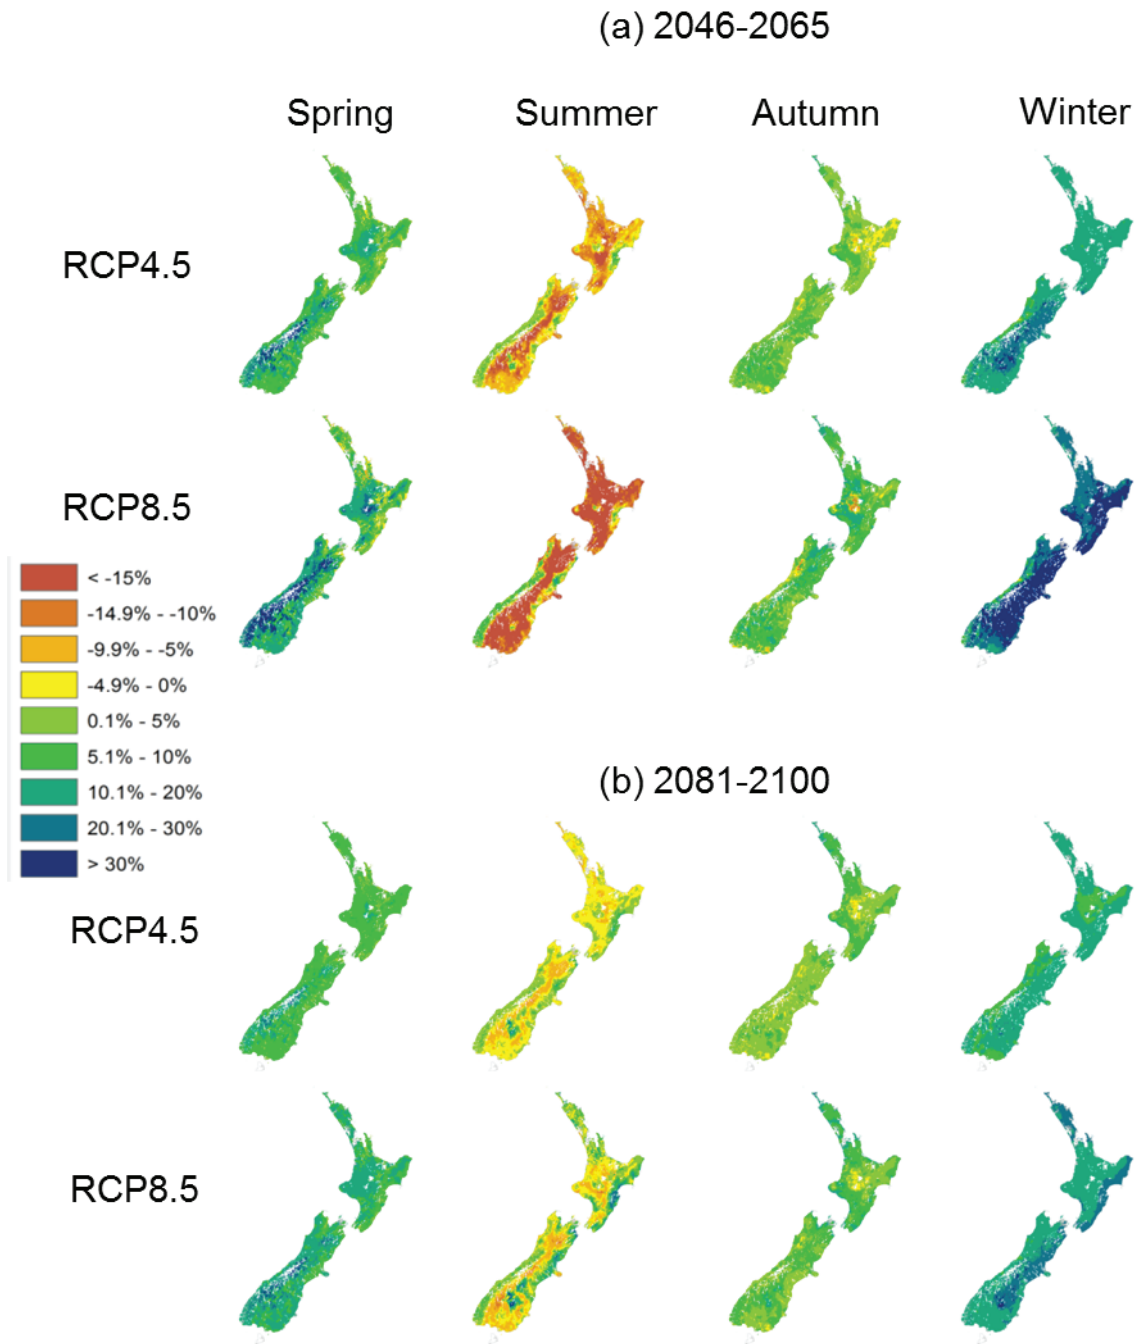 (a) 2046-2065
Spring Summer Autumn Winter
RCP4.5
RCP8.5
< -15%
-14.9% - -10%
-9.9% - -5%
-4.9% - 0%
0.1% - 5%
5.1% - 10%
10.1% - 20%
20.1% - 30%
> 30%
(b) 2081-2100
RCP4.5
RCP8.5